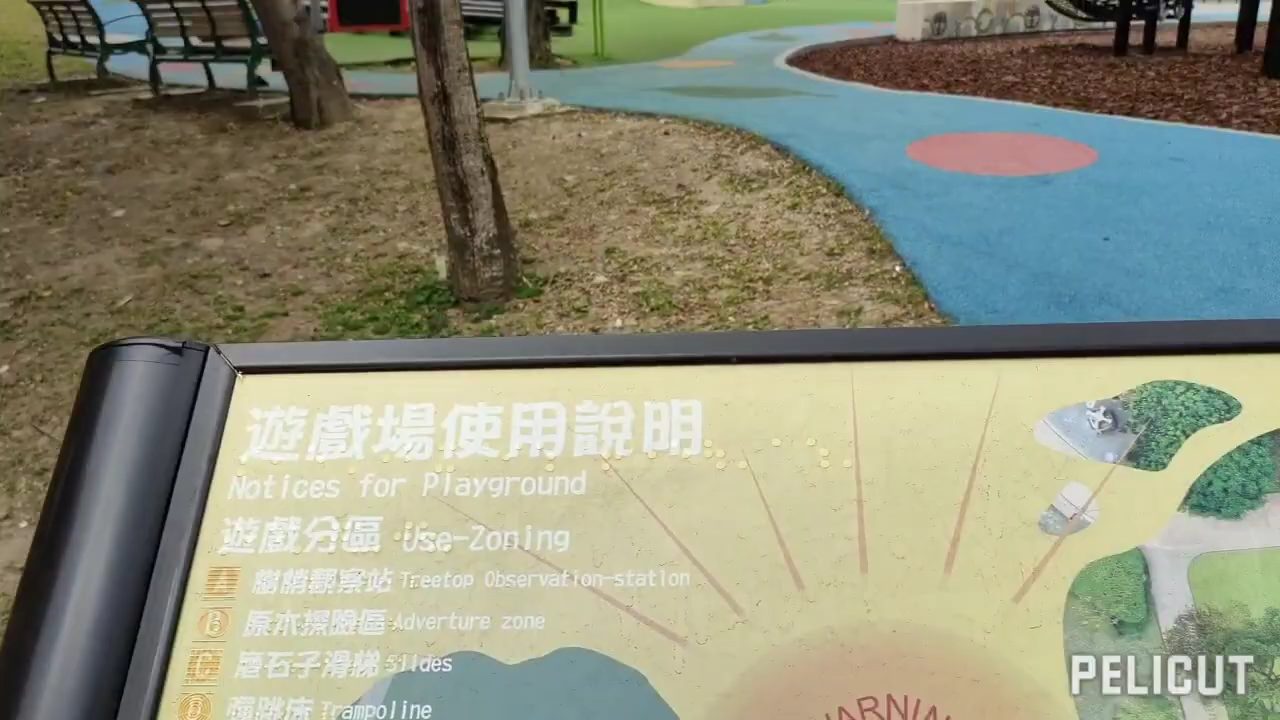 遊戲場使用說明
Notices for Playground
遊戲分區 Use-Zoning
A 樹梢觀察站 Treetop Observation-station
B 原木探險區 Adverture zone
C 磨石子滑梯 Slides
D 彈跳床 Trampoline
WARNIN
PELICUT